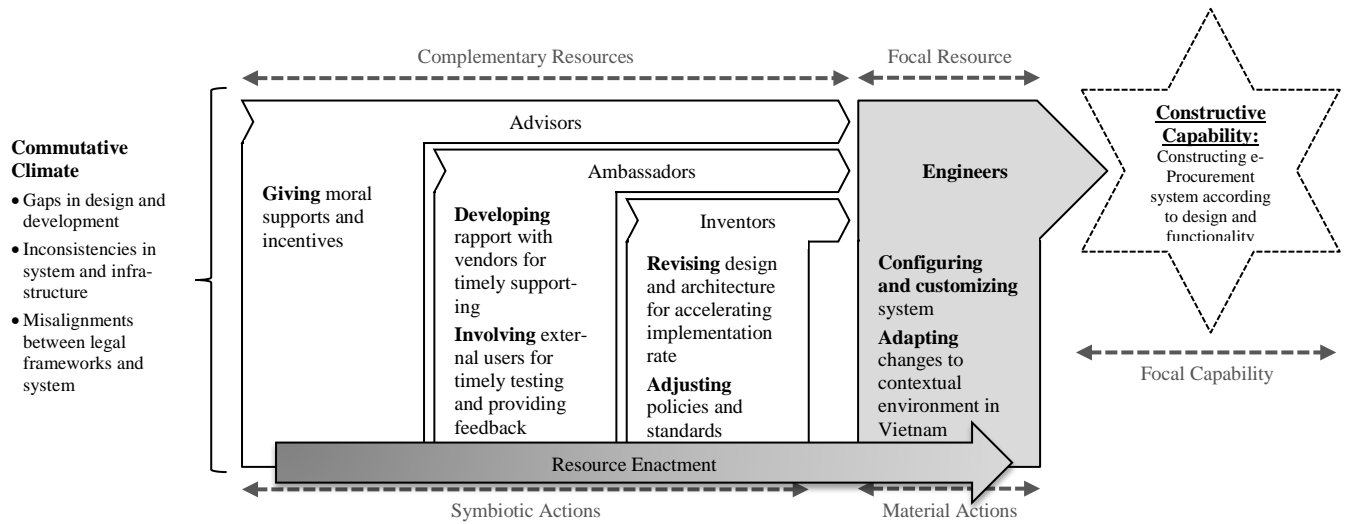 Complementary Resources
Focal Resource
Commutative
Climate
• Gaps in design and
development
• Inconsistencies in
system and infra-
structure
• Misalignments
between legal
frameworks and
system
Advisors
Giving moral
supports and
incentives
Ambassadors
Developing
rapport with
vendors for
timely support-
ing
Involving exter-
nal users for
timely testing
and providing
feedback
Inventors
Revising design
and architecture
for accelerating
implementation
rate
Adjusting
policies and
standards
Engineers
Configuring
and customizing
system
Adapting
changes to
contextual
environment in
Vietnam
Constructive
Capability:
Constructing e-
Procurement
system according
to design and
functionality
Focal Capability
Resource Enactment
Symbiotic Actions
Material Actions